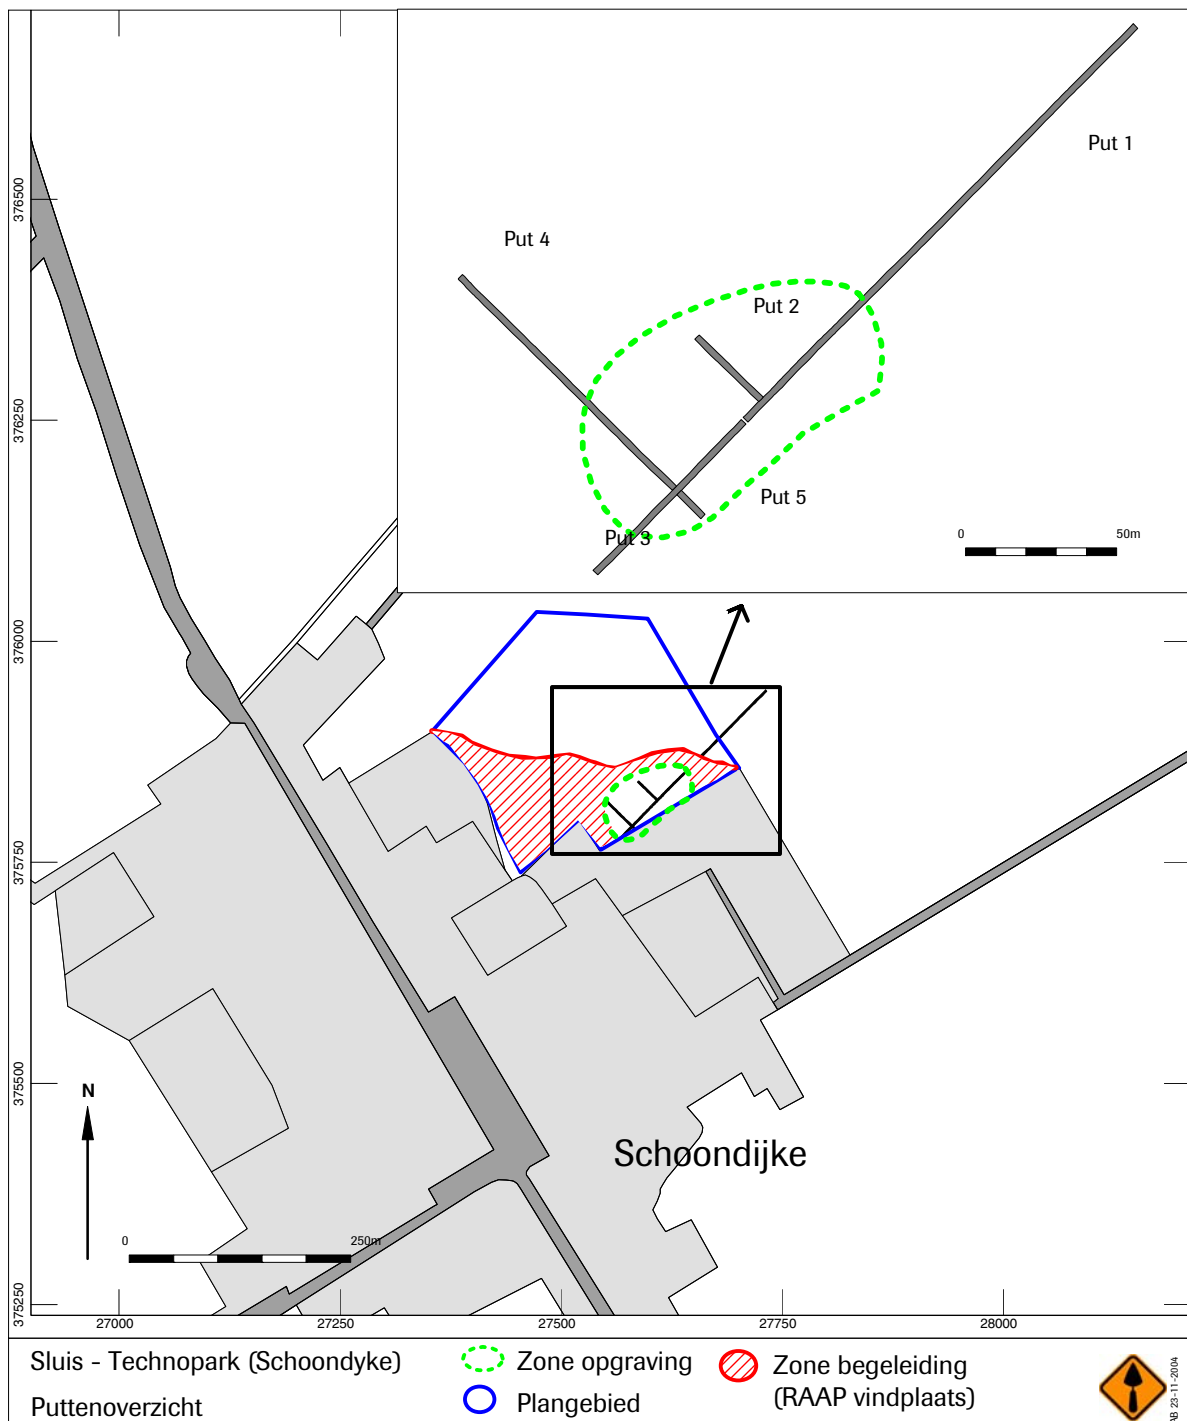 Put 1
Put 4
Put 2
Put 5
Put 3
0 50m
376500
376250
376000
375750
375500
375250
N
Schoondijke
0 250m
27000 27250 27500 27750 28000
Sluis - Technopark (Schoondyke)
Puttenoverzicht
Zone opgraving
Plangebied
Zone begeleiding
(RAAP vindplaats)
23-11-2004